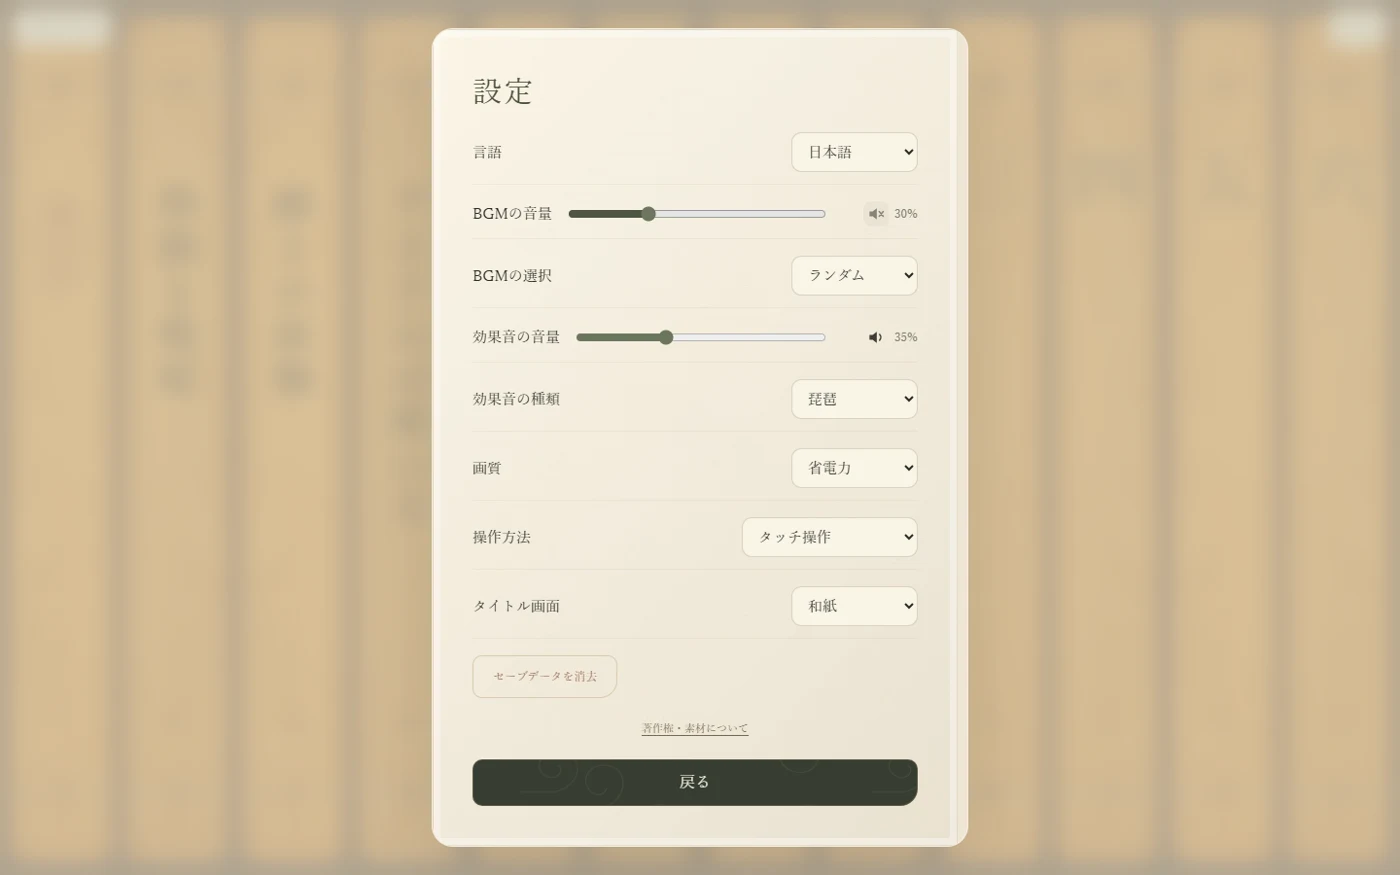 設定
言語 日本語
BGMの音量 30%
BGMの選択 ランダム
効果音の音量 35%
効果音の種類 琵琶
画質 省電力
操作方法 タッチ操作
タイトル画面 和紙
セーブデータを消去
著作権・素材について
戻る